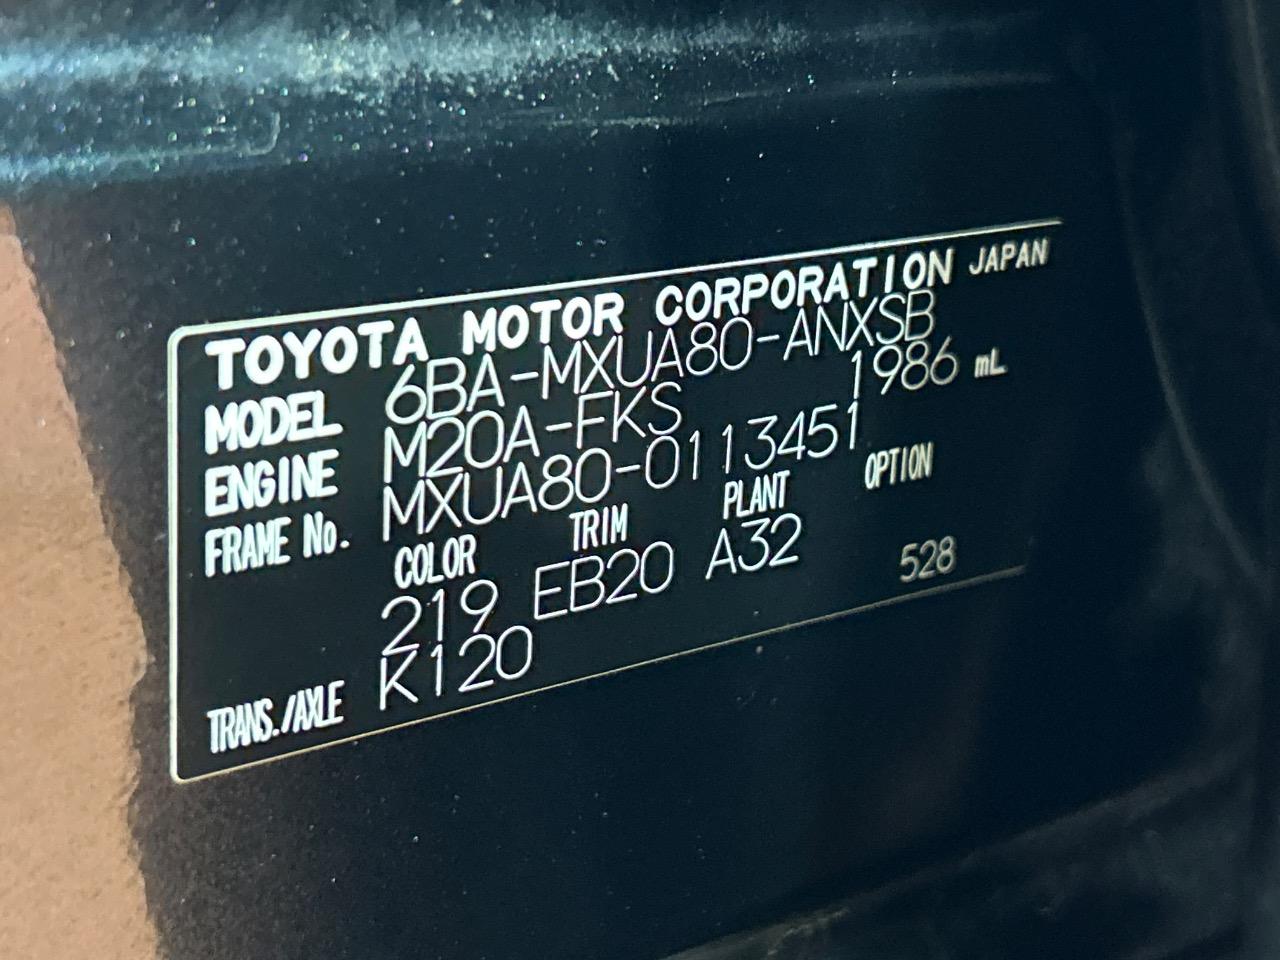 TOYOTA MOTOR CORPORATION JAPAN
MODEL 6BA-MXUA80-ANXSB
ENGINE M20A-FKS 1986 mL
FRAME No. MXUA80-0113451
COLOR TRIM PLANT OPTION
219 EB20 A32 528
TRANS./AXLE K120